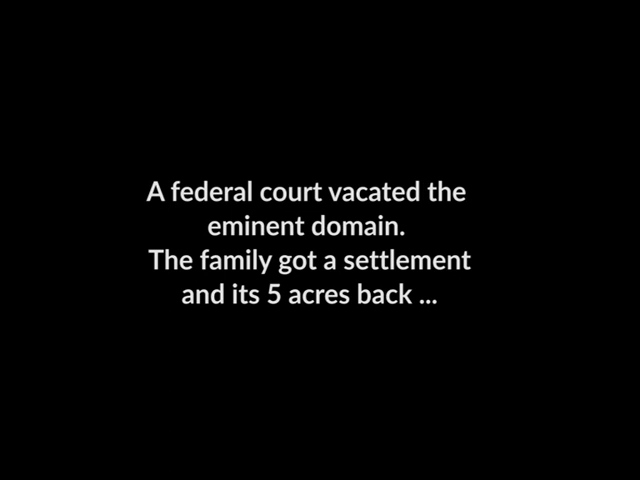 A federal court vacated the
eminent domain.
The family got a settlement
and its 5 acres back ...